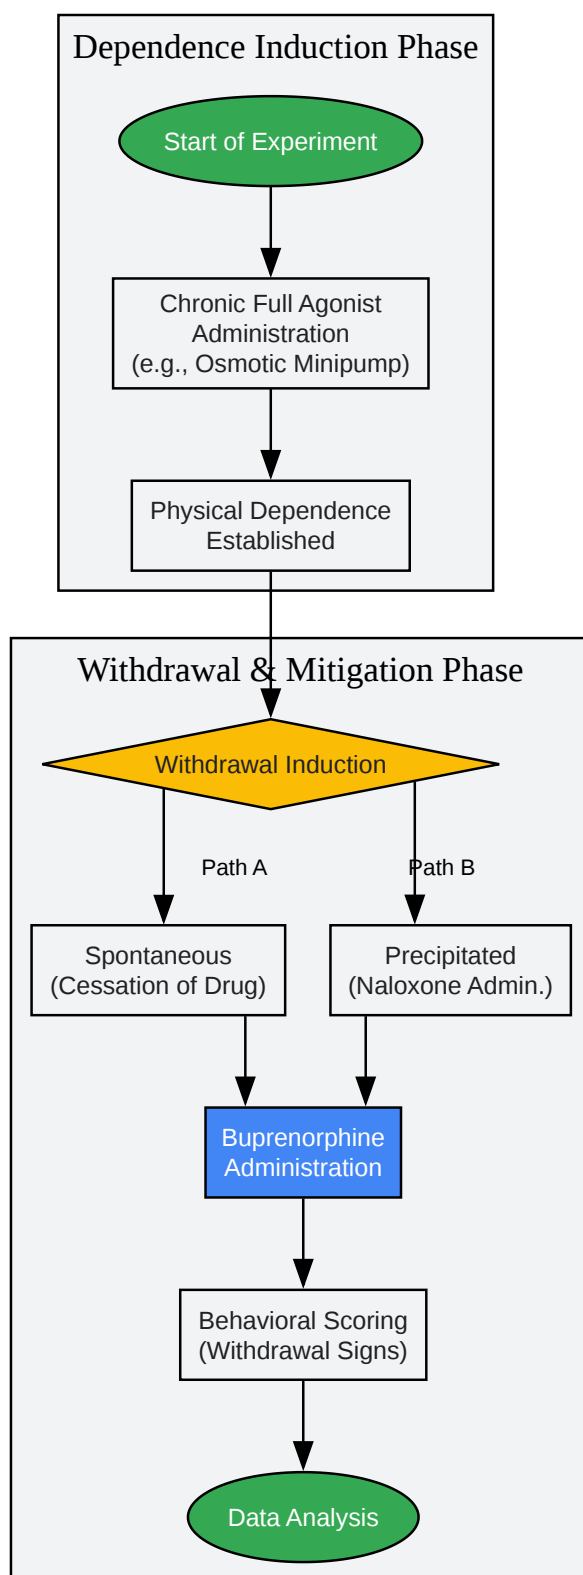 Dependence Induction Phase
Start of Experiment
Chronic Full Agonist
Administration
(e.g., Osmotic Minipump)
Physical Dependence
Established
Withdrawal & Mitigation Phase
Withdrawal Induction
Path A
Path B
Spontaneous
(Cessation of Drug)
Precipitated
(Naloxone Admin.)
Buprenorphine
Administration
Behavioral Scoring
(Withdrawal Signs)
Data Analysis